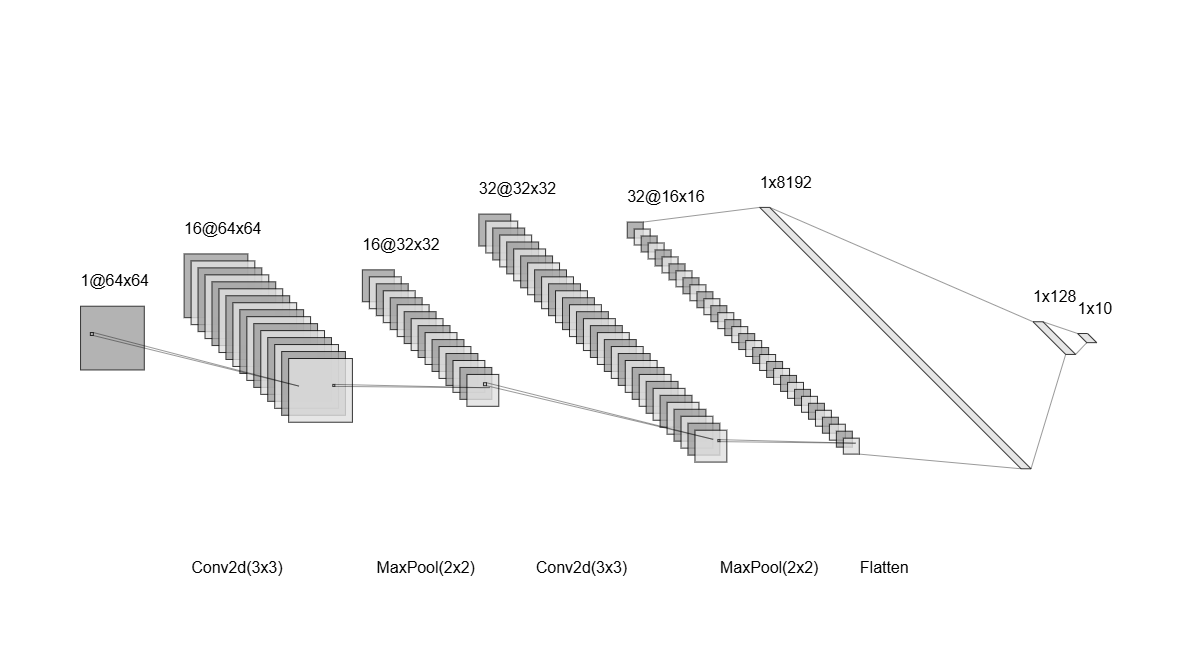 1@64x64
16@64x64
16@32x32
32@32x32
32@16x16
1x8192
1x128
1x10
Conv2d(3x3)
MaxPool(2x2)
Conv2d(3x3)
MaxPool(2x2)
Flatten